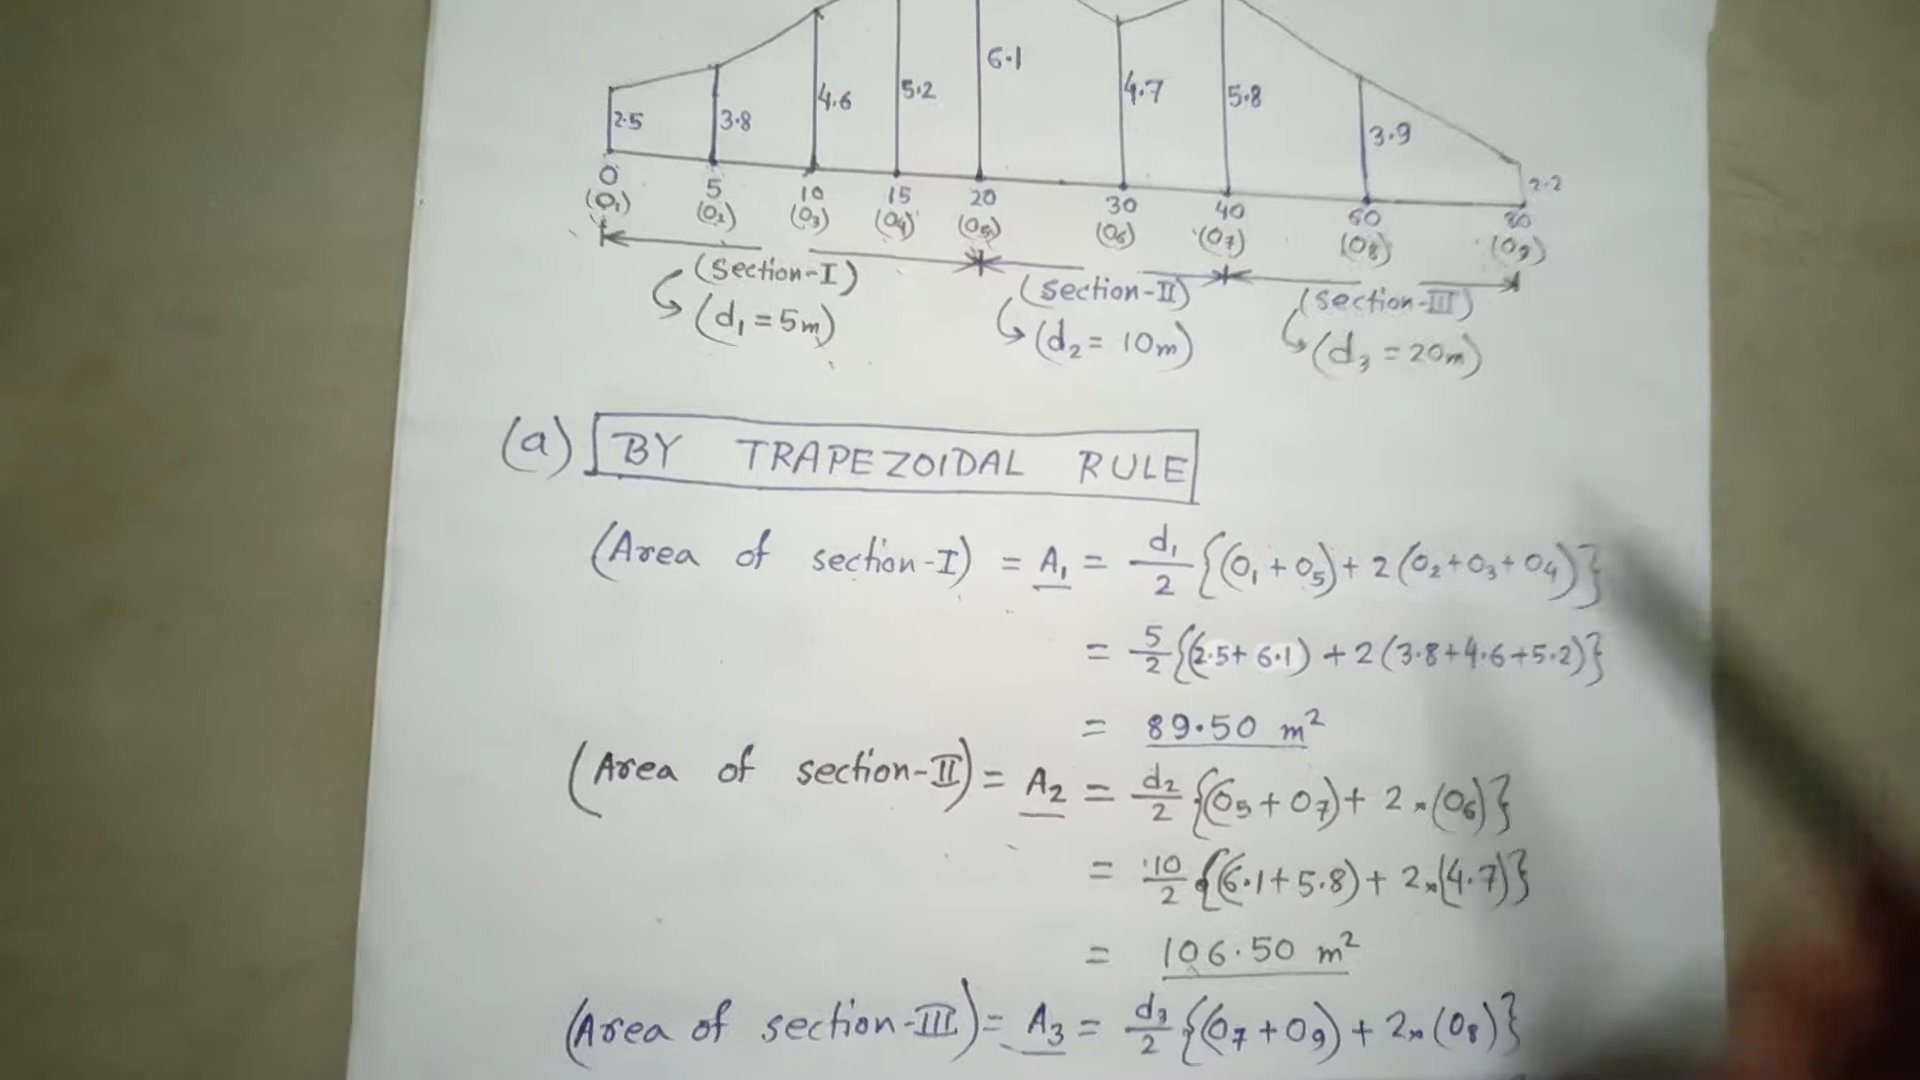 6.1
2.5 3.8 4.6 5.2 4.7 5.8 3.9 2.2
0 5 10 15 20 30 40 60 80
(O₁) (O₂) (O₃) (O₄) (O₅) (O₆) (O₇) (O₈) (O₉)
(section-I) (section-II) (section-III)
(d₁ = 5m) (d₂ = 10m) (d₃ = 20m)
(a) BY TRAPEZOIDAL RULE
(Area of section-I) = A₁ = d₁/2 {(O₁ + O₅) + 2 (O₂+O₃+O₄)}
= 5/2 {(2.5+ 6.1) + 2 (3.8+4.6+5.2)}
= 89.50 m²
(Area of section-II) = A₂ = d₂/2 {(O₅ + O₇) + 2 × (O₆)}
= 10/2 {(6.1+5.8) + 2×(4.7)}
= 106.50 m²
(Area of section-III) = A₃ = d₃/2 {(O₇ + O₉) + 2× (O₈)}